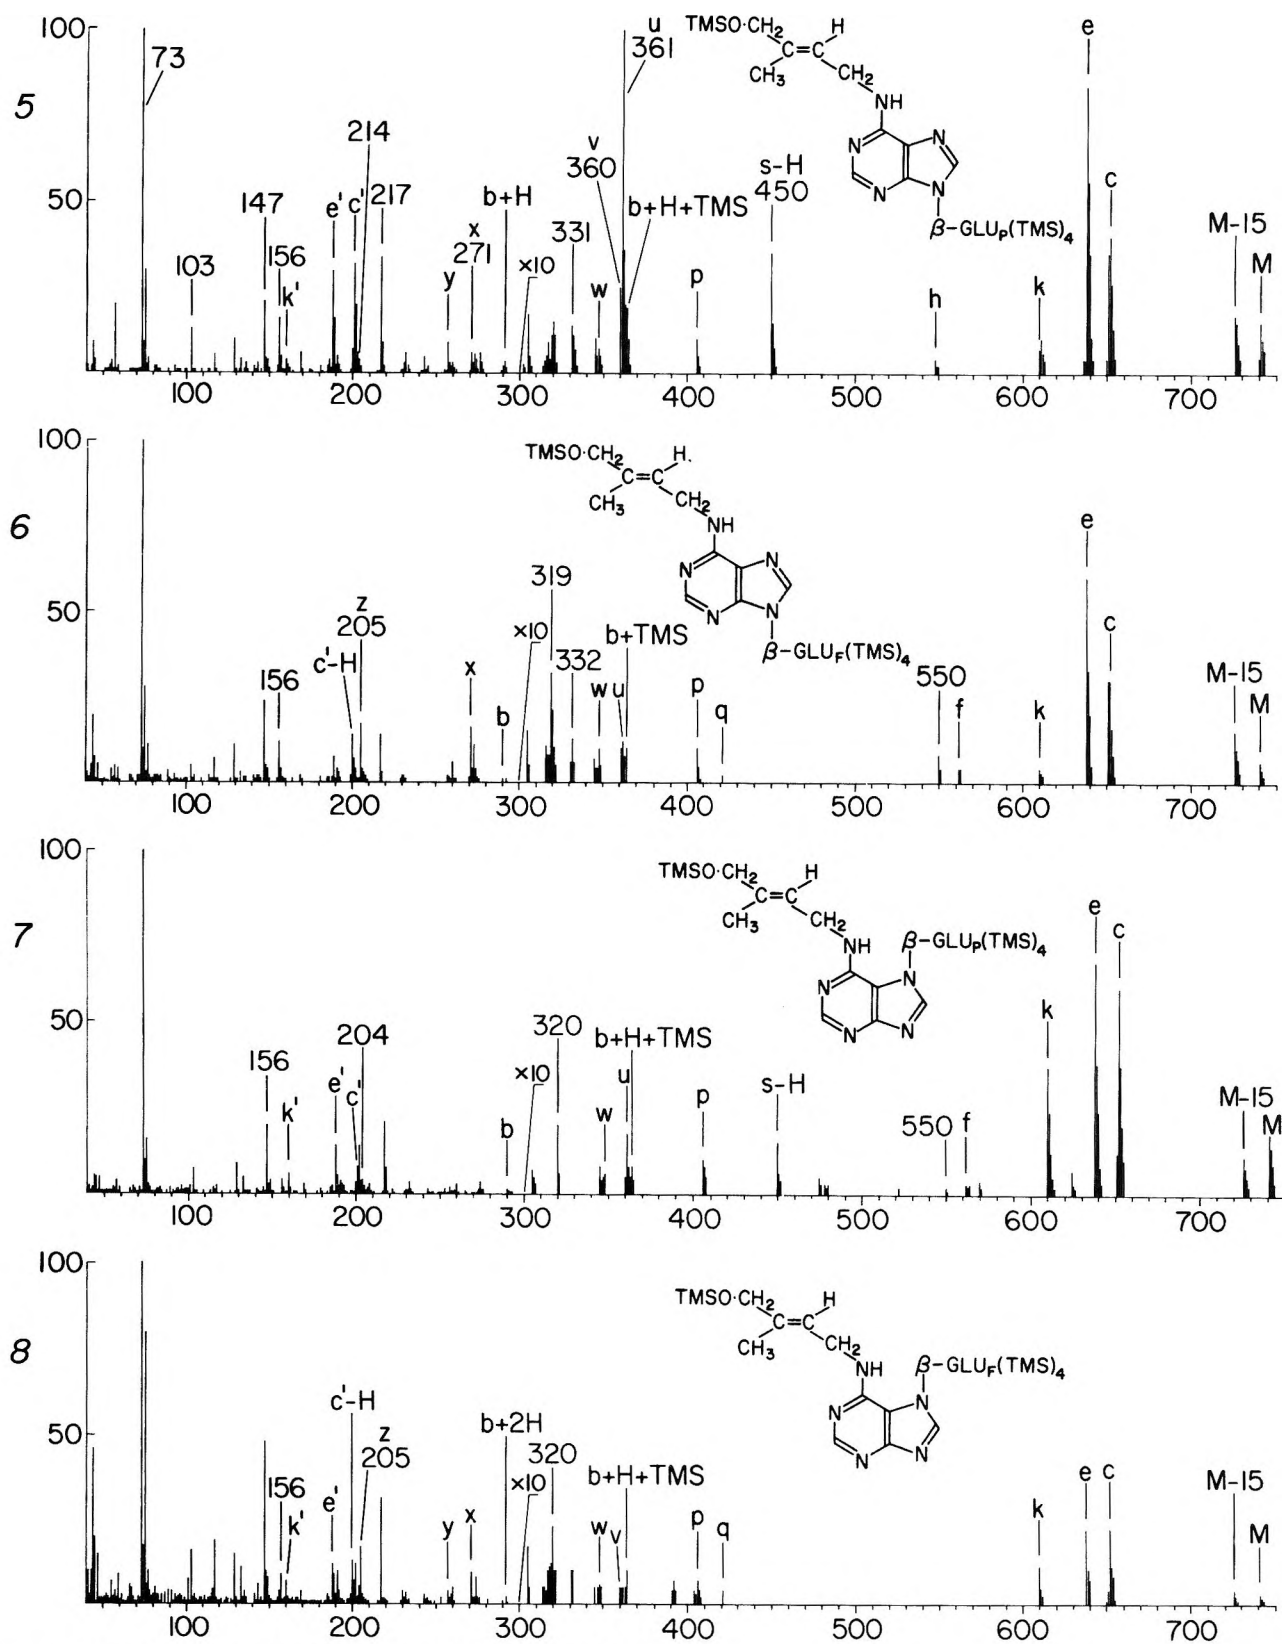 5
100
50
73
147
103
156
k'
e'
c'
214
217
y
x
271
b+H
×10
331
w
v
360
u
361
b+H+TMS
p
s-H
450
h
k
e
c
M-15
M
TMSO·CH₂
H
C=C
CH₃
CH₂
NH
N
N
N
N
β-GLUₚ(TMS)₄
100 200 300 400 500 600 700
6
100
50
156
c'-H
z
205
x
b
×10
319
332
w
u
b+TMS
p
q
550
f
k
e
c
M-15
M
TMSO·CH₂
H.
C=C
CH₃
CH₂
NH
N
N
N
N
β-GLU_F(TMS)₄
100 200 300 400 500 600 700
7
100
50
156
k'
e'
c'
204
b
×10
320
w
u
b+H+TMS
p
s-H
550
f
k
e
c
M-15
M
TMSO·CH₂
H
C=C
CH₃
CH₂
NH
β-GLUₚ(TMS)₄
N
N
N
N
100 200 300 400 500 600 700
8
100
50
156
k'
e'
c'-H
z
205
y
x
b+2H
×10
320
w
v
b+H+TMS
p
q
k
e
c
M-15
M
TMSO·CH₂
H
C=C
CH₃
CH₂
NH
β-GLU_F(TMS)₄
N
N
N
N
100 200 300 400 500 600 700